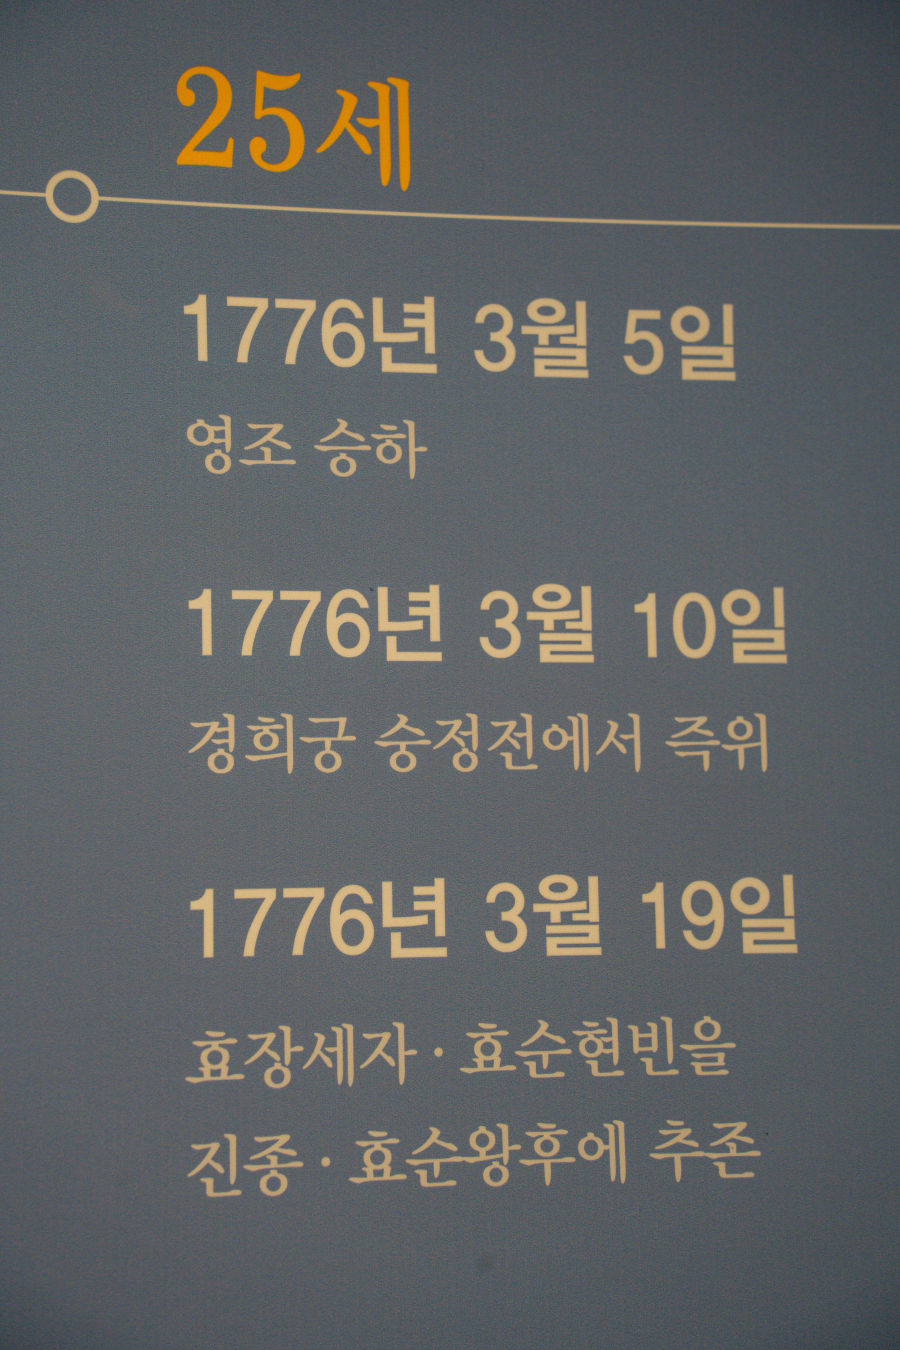 25세
1776년 3월 5일
영조 승하
1776년 3월 10일
경희궁 숭정전에서 즉위
1776년 3월 19일
효장세자 · 효순현빈을
진종 · 효순왕후에 추존